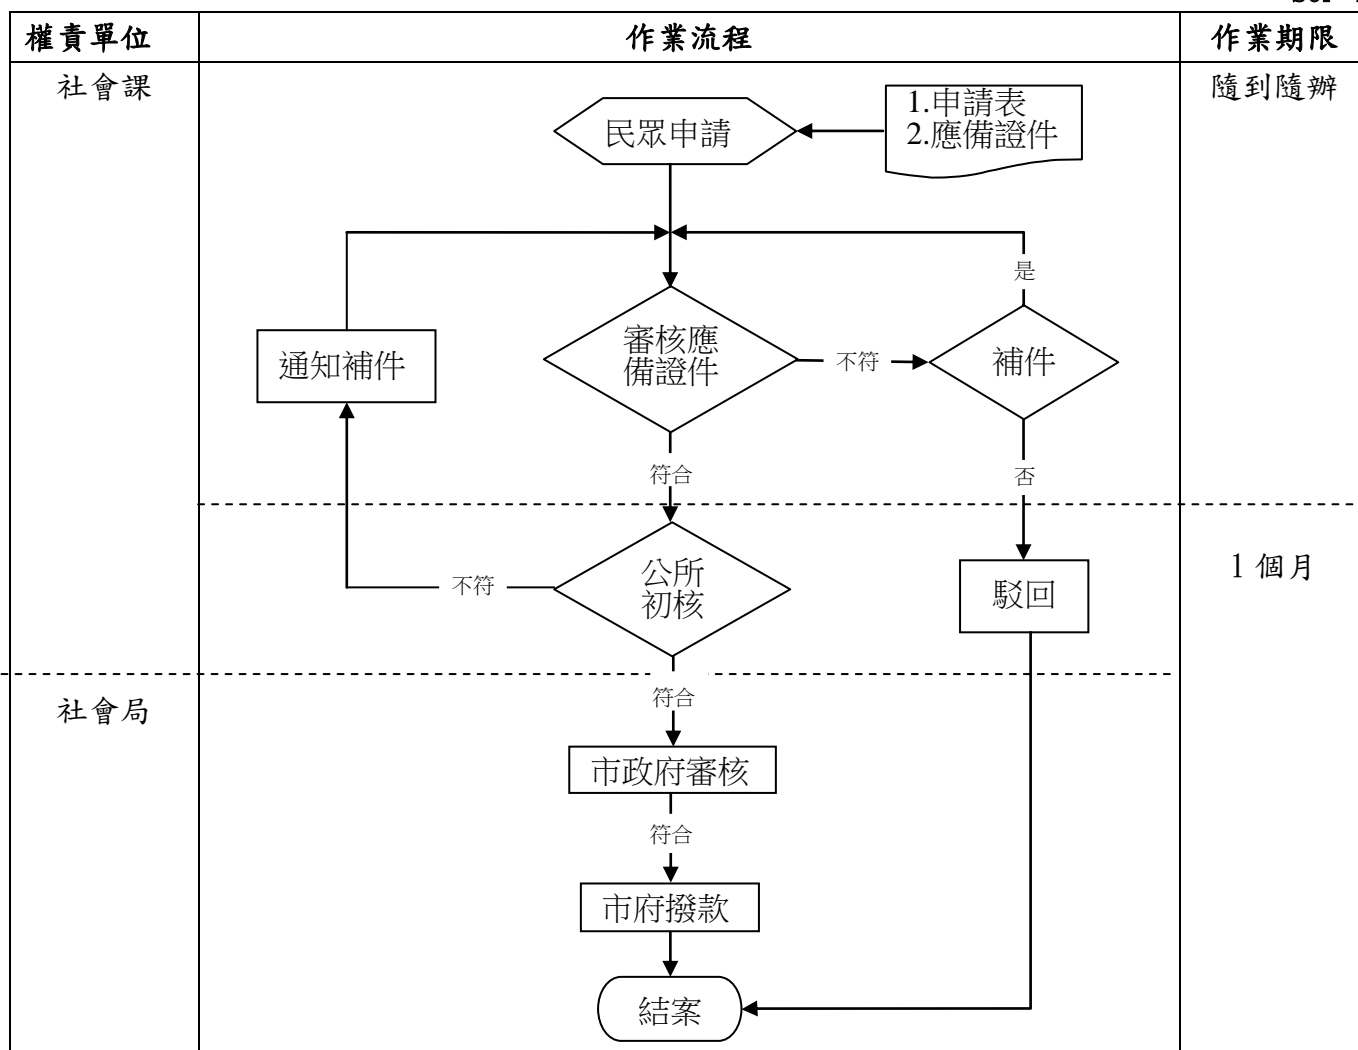 權責單位
作業流程
作業期限
社會課
隨到隨辦
民眾申請
1.申請表
2.應備證件
是
通知補件
審核應
備證件
不符
補件
符合
否
1 個月
不符
公所
初核
駁回
符合
社會局
市政府審核
符合
市府撥款
結案